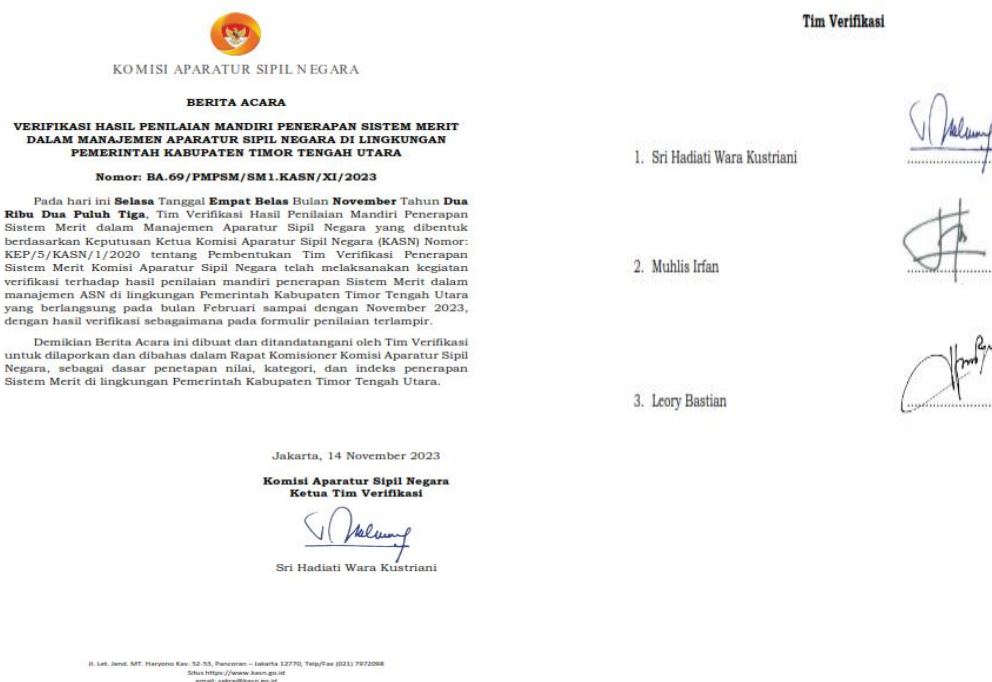 KOMISI APARATUR SIPIL NEGARA
BERITA ACARA
VERIFIKASI HASIL PENILAIAN MANDIRI PENERAPAN SISTEM MERIT
DALAM MANAJEMEN APARATUR SIPIL NEGARA DI LINGKUNGAN
PEMERINTAH KABUPATEN TIMOR TENGAH UTARA
Nomor: BA.69/PMPSM/SM1.KASN/XI/2023
Pada hari ini Selasa Tanggal Empat Belas Bulan November Tahun Dua
Ribu Dua Puluh Tiga, Tim Verifikasi Hasil Penilaian Mandiri Penerapan
Sistem Merit dalam Manajemen Aparatur Sipil Negara yang dibentuk
berdasarkan Keputusan Ketua Komisi Aparatur Sipil Negara (KASN) Nomor:
KEP/5/KASN/1/2020 tentang Pembentukan Tim Verifikasi Penerapan
Sistem Merit Komisi Aparatur Sipil Negara telah melaksanakan kegiatan
verifikasi terhadap hasil penilaian mandiri penerapan Sistem Merit dalam
manajemen ASN di lingkungan Pemerintah Kabupaten Timor Tengah Utara
yang berlangsung pada bulan Februari sampai dengan November 2023,
dengan hasil verifikasi sebagaimana pada formulir penilaian terlampir.
Demikian Berita Acara ini dibuat dan ditandatangani oleh Tim Verifikasi
untuk dilaporkan dan dibahas dalam Rapat Komisioner Komisi Aparatur Sipil
Negara, sebagai dasar penetapan nilai, kategori, dan indeks penerapan
Sistem Merit di lingkungan Pemerintah Kabupaten Timor Tengah Utara.
Jakarta, 14 November 2023
Komisi Aparatur Sipil Negara
Ketua Tim Verifikasi
Sri Hadiati Wara Kustriani
Jl. Let. Jend. MT. Haryono Kav. 52-53, Pancoran – Jakarta 12770, Telp/Fax (021) 7972098
Situs https://www.kasn.go.id
email: sekre@kasn.go.id
Tim Verifikasi
1. Sri Hadiati Wara Kustriani
2. Muhlis Irfan
3. Leory Bastian